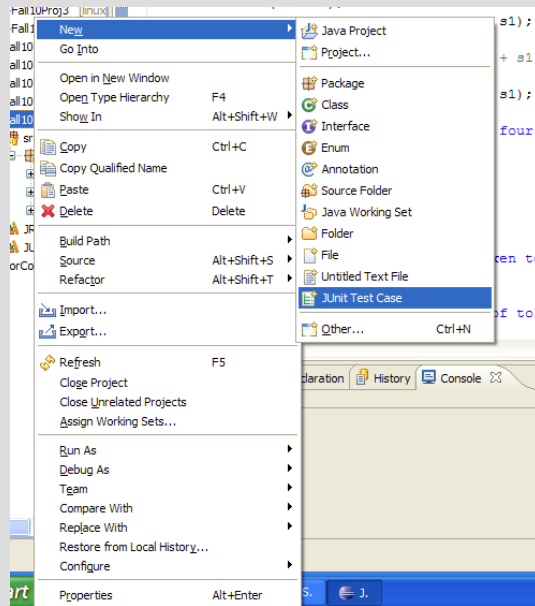 Fall10Proj3 [linux]
New
Go Into
Open in New Window
Open Type Hierarchy F4
Show In Alt+Shift+W
Copy Ctrl+C
Copy Qualified Name
Paste Ctrl+V
Delete Delete
Build Path
Source Alt+Shift+S
Refactor Alt+Shift+T
Import...
Export...
Refresh F5
Close Project
Close Unrelated Projects
Assign Working Sets...
Run As
Debug As
Team
Compare With
Replace With
Restore from Local History...
Configure
Properties Alt+Enter
Java Project
Project...
Package
Class
Interface
Enum
Annotation
Source Folder
Java Working Set
Folder
File
Untitled Text File
JUnit Test Case
Other... Ctrl+N
s1);
+ s1
s1);
four
History
Console
J.